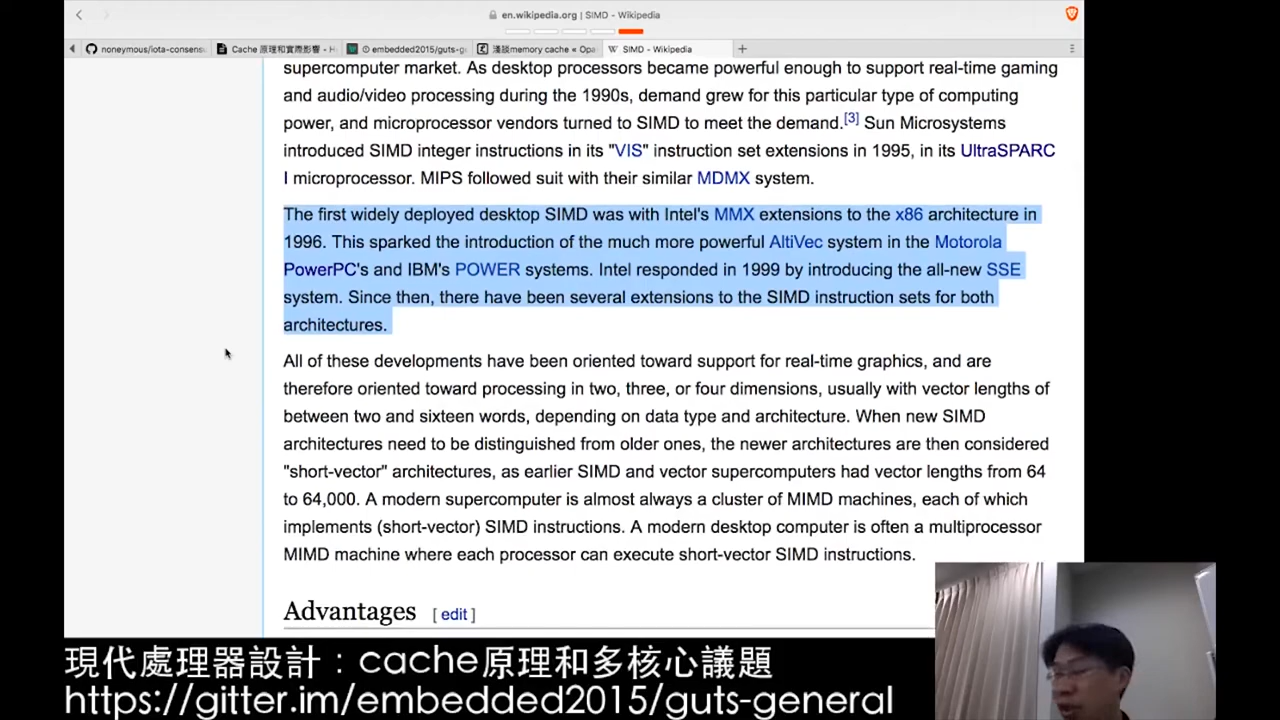 en.wikipedia.org | SIMD - Wikipedia
noneymous/iota-consens
Cache 原理和實際影響 - H
embedded2015/guts-g
淺談memory cache « Opa
W SIMD - Wikipedia
supercomputer market. As desktop processors became powerful enough to support real-time gaming
and audio/video processing during the 1990s, demand grew for this particular type of computing
power, and microprocessor vendors turned to SIMD to meet the demand.[3] Sun Microsystems
introduced SIMD integer instructions in its "VIS" instruction set extensions in 1995, in its UltraSPARC
I microprocessor. MIPS followed suit with their similar MDMX system.
The first widely deployed desktop SIMD was with Intel's MMX extensions to the x86 architecture in
1996. This sparked the introduction of the much more powerful AltiVec system in the Motorola
PowerPC's and IBM's POWER systems. Intel responded in 1999 by introducing the all-new SSE
system. Since then, there have been several extensions to the SIMD instruction sets for both
architectures.
All of these developments have been oriented toward support for real-time graphics, and are
therefore oriented toward processing in two, three, or four dimensions, usually with vector lengths of
between two and sixteen words, depending on data type and architecture. When new SIMD
architectures need to be distinguished from older ones, the newer architectures are then considered
"short-vector" architectures, as earlier SIMD and vector supercomputers had vector lengths from 64
to 64,000. A modern supercomputer is almost always a cluster of MIMD machines, each of which
implements (short-vector) SIMD instructions. A modern desktop computer is often a multiprocessor
MIMD machine where each processor can execute short-vector SIMD instructions.
Advantages [ edit ]
現代處理器設計：cache原理和多核心議題
https://gitter.im/embedded2015/guts-general